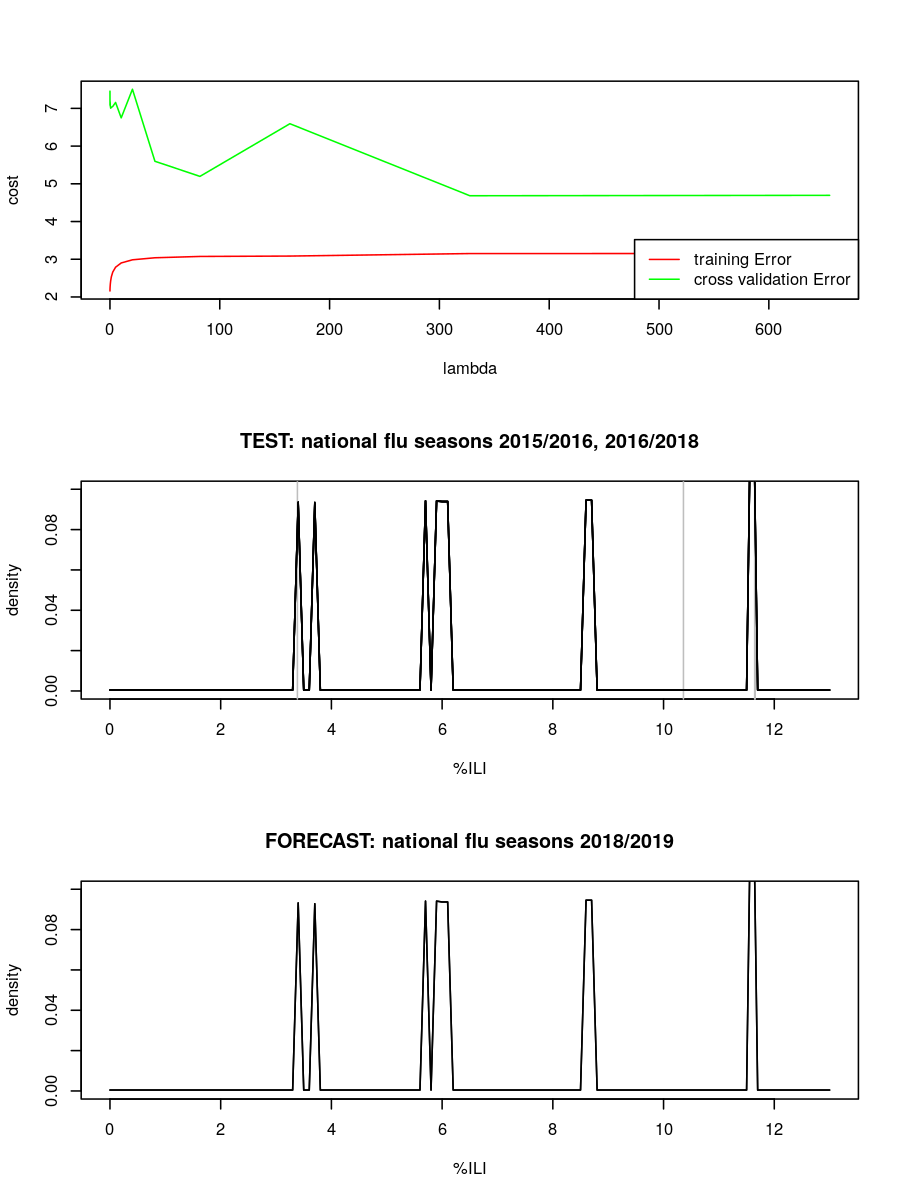 7
6
5
4
3
2
cost
training Error
cross validation Error
0 100 200 300 400 500 600
lambda
TEST: national flu seasons 2015/2016, 2016/2018
0.08
0.04
0.00
density
0 2 4 6 8 10 12
%ILI
FORECAST: national flu seasons 2018/2019
0.08
0.04
0.00
density
0 2 4 6 8 10 12
%ILI